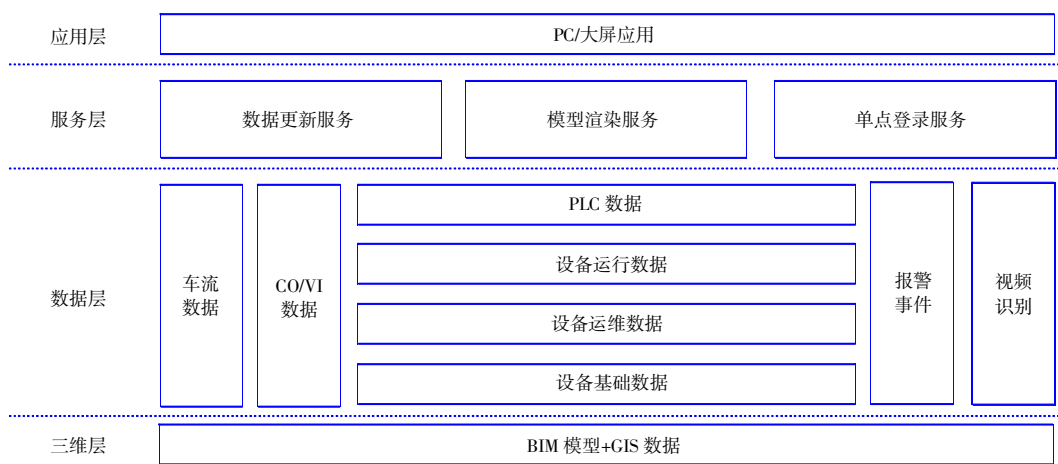 应用层
PC/大屏应用
服务层
数据更新服务
模型渲染服务
单点登录服务
数据层
车流
数据
CO/VI
数据
PLC 数据
设备运行数据
设备运维数据
设备基础数据
报警
事件
视频
识别
三维层
BIM 模型+GIS 数据